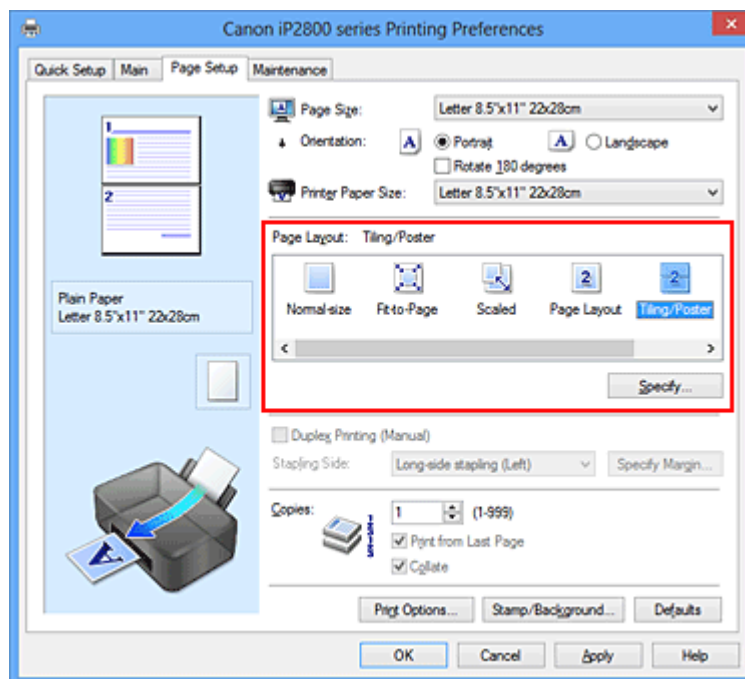 Canon iP2800 series Printing Preferences
Quick Setup Main Page Setup Maintenance
1
2
Plain Paper
Letter 8.5"x11" 22x28cm
Page Size: Letter 8.5"x11" 22x28cm
Orientation: A Portrait A Landscape
Rotate 180 degrees
Printer Paper Size: Letter 8.5"x11" 22x28cm
Page Layout: Tiling/Poster
2 2
Normal-size Fit-to-Page Scaled Page Layout Tiling/Poster
Specify...
Duplex Printing (Manual)
Stapling Side: Long-side stapling (Left) Specify Margin...
Copies: 1 (1-999)
Print from Last Page
Collate
A
Print Options... Stamp/Background... Defaults
OK Cancel Apply Help